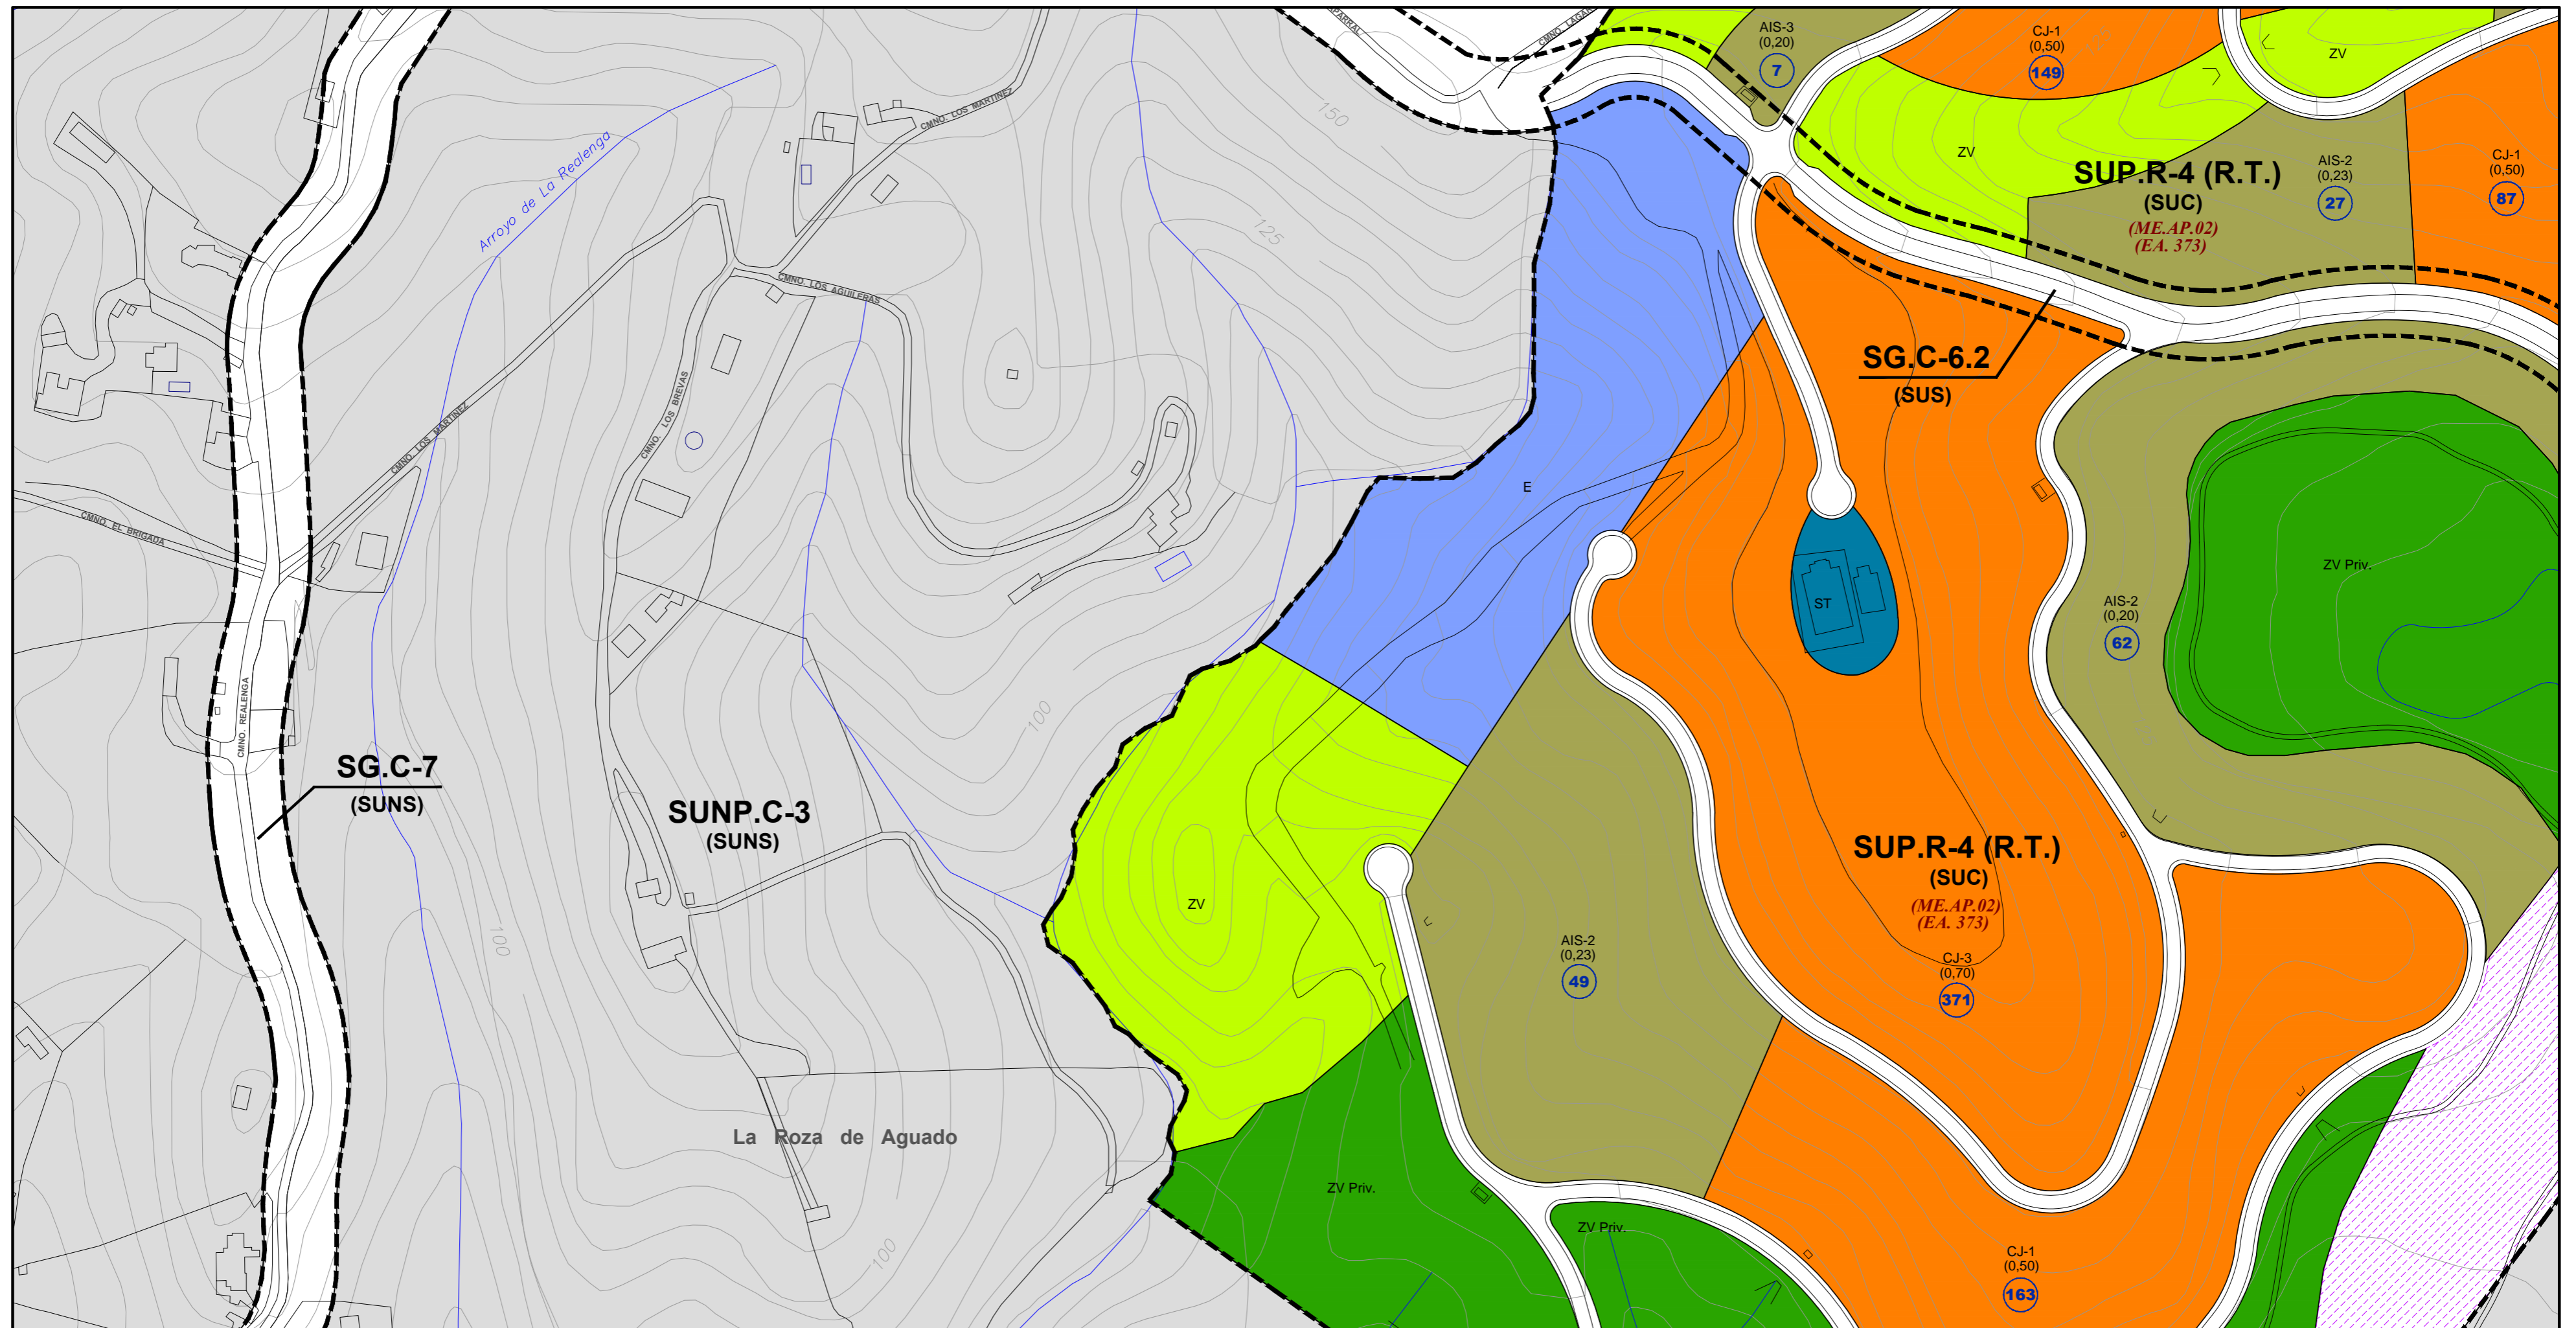 PARRAL
CMNO. LAGAR
AIS-3
(0,20)
7
CJ-1
(0,50)
149
ZV
CMNO. LOS MARTINEZ
150
Arroyo de La Realenga
ZV
SUP.R-4 (R.T.)
(SUC)
(ME.AP.02)
(EA. 373)
AIS-2
(0,23)
27
CJ-1
(0,50)
87
125
CMNO. LOS AGUILERAS
SG.C-6.2
(SUS)
CMNO. LOS BREVAS
CMNO. LOS MARTINEZ
E
CMNO. EL BRIGADA
ZV Priv.
ST
AIS-2
(0,20)
62
CMNO. REALENGA
100
SG.C-7
(SUNS)
SUNP.C-3
(SUNS)
SUP.R-4 (R.T.)
(SUC)
(ME.AP.02)
(EA. 373)
ZV
100
AIS-2
(0,23)
49
CJ-3
(0,70)
371
La Roza de Aguado
ZV Priv.
ZV Priv.
100
CJ-1
(0,50)
163